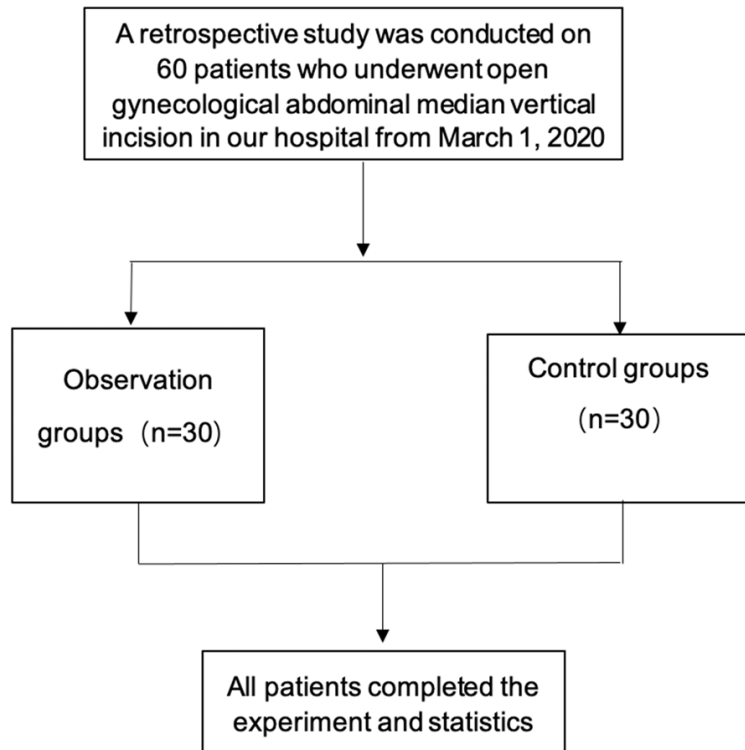 A retrospective study was conducted on
60 patients who underwent open
gynecological abdominal median vertical
incision in our hospital from March 1, 2020
Observation
groups（n=30）
Control groups
（n=30）
All patients completed the
experiment and statistics